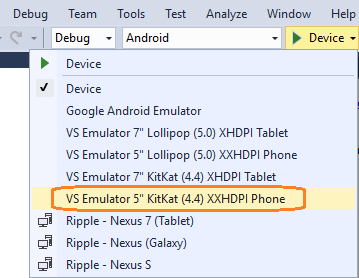 Debug Team Tools Test Analyze Window Help
Debug Android Device
Device
Device
Google Android Emulator
VS Emulator 7" Lollipop (5.0) XHDPI Tablet
VS Emulator 5" Lollipop (5.0) XXHDPI Phone
VS Emulator 7" KitKat (4.4) XHDPI Tablet
VS Emulator 5" KitKat (4.4) XXHDPI Phone
Ripple - Nexus 7 (Tablet)
Ripple - Nexus (Galaxy)
Ripple - Nexus S